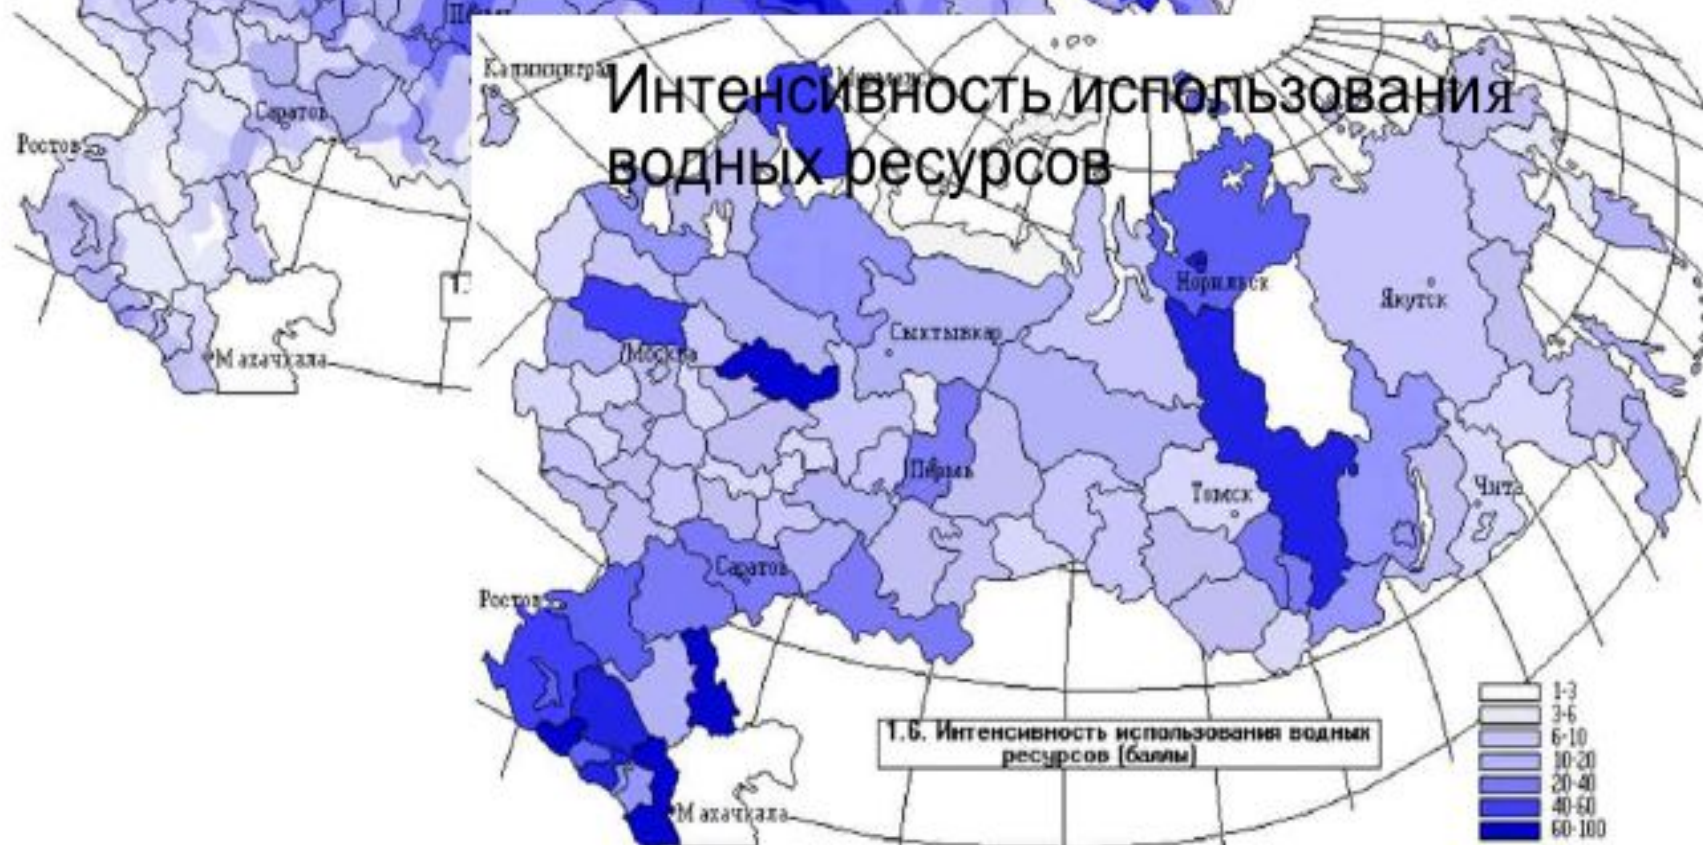 Саратов
Ростов
Махачкала
1.
Интенсивность использования
водных ресурсов
Калининград
Норильск
Якутск
Сыктывкар
Москва
Пермь
Томск
Чита
Саратов
Ростов
Махачкала
1.6. Интенсивность использования водных
ресурсов (баллы)
1-3
3-6
6-10
10-20
20-40
40-60
60-100